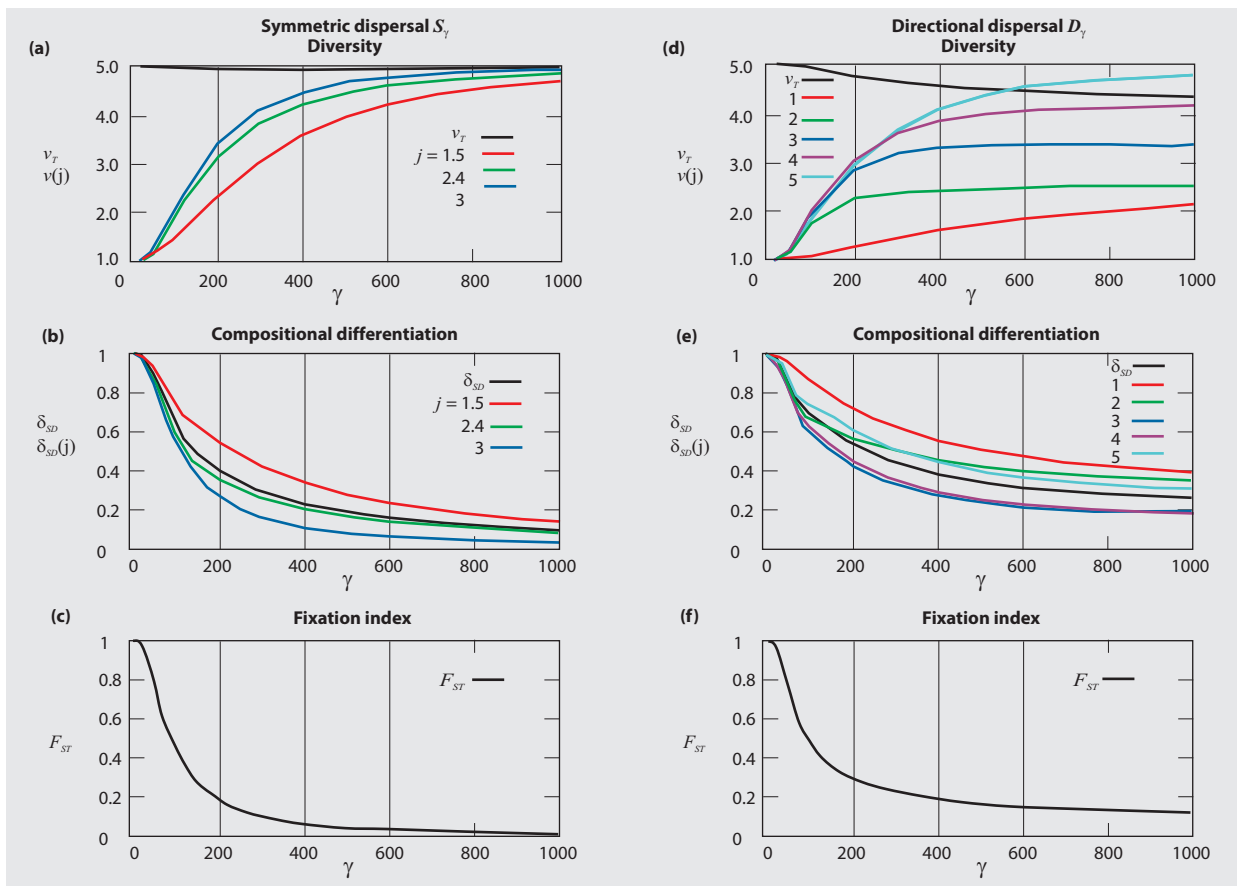 Symmetric dispersal Sγ
(a) Diversity
5.0
4.0
3.0
2.0
1.0
vT
v(j)
vT
j = 1.5
2.4
3
0 200 400 600 800 1000
γ
(b) Compositional differentiation
1
0.8
0.6
0.4
0.2
0
δSD
δSD(j)
δSD
j = 1.5
2.4
3
0 200 400 600 800 1000
γ
(c) Fixation index
1
0.8
0.6
0.4
0.2
0
FST
FST
0 200 400 600 800 1000
γ
Directional dispersal Dγ
(d) Diversity
5.0
4.0
3.0
2.0
1.0
vT
v(j)
vT
1
2
3
4
5
0 200 400 600 800 1000
γ
(e) Compositional differentiation
1
0.8
0.6
0.4
0.2
0
δSD
δSD(j)
δSD
1
2
3
4
5
0 200 400 600 800 1000
γ
(f) Fixation index
1
0.8
0.6
0.4
0.2
0
FST
FST
0 200 400 600 800 1000
γ